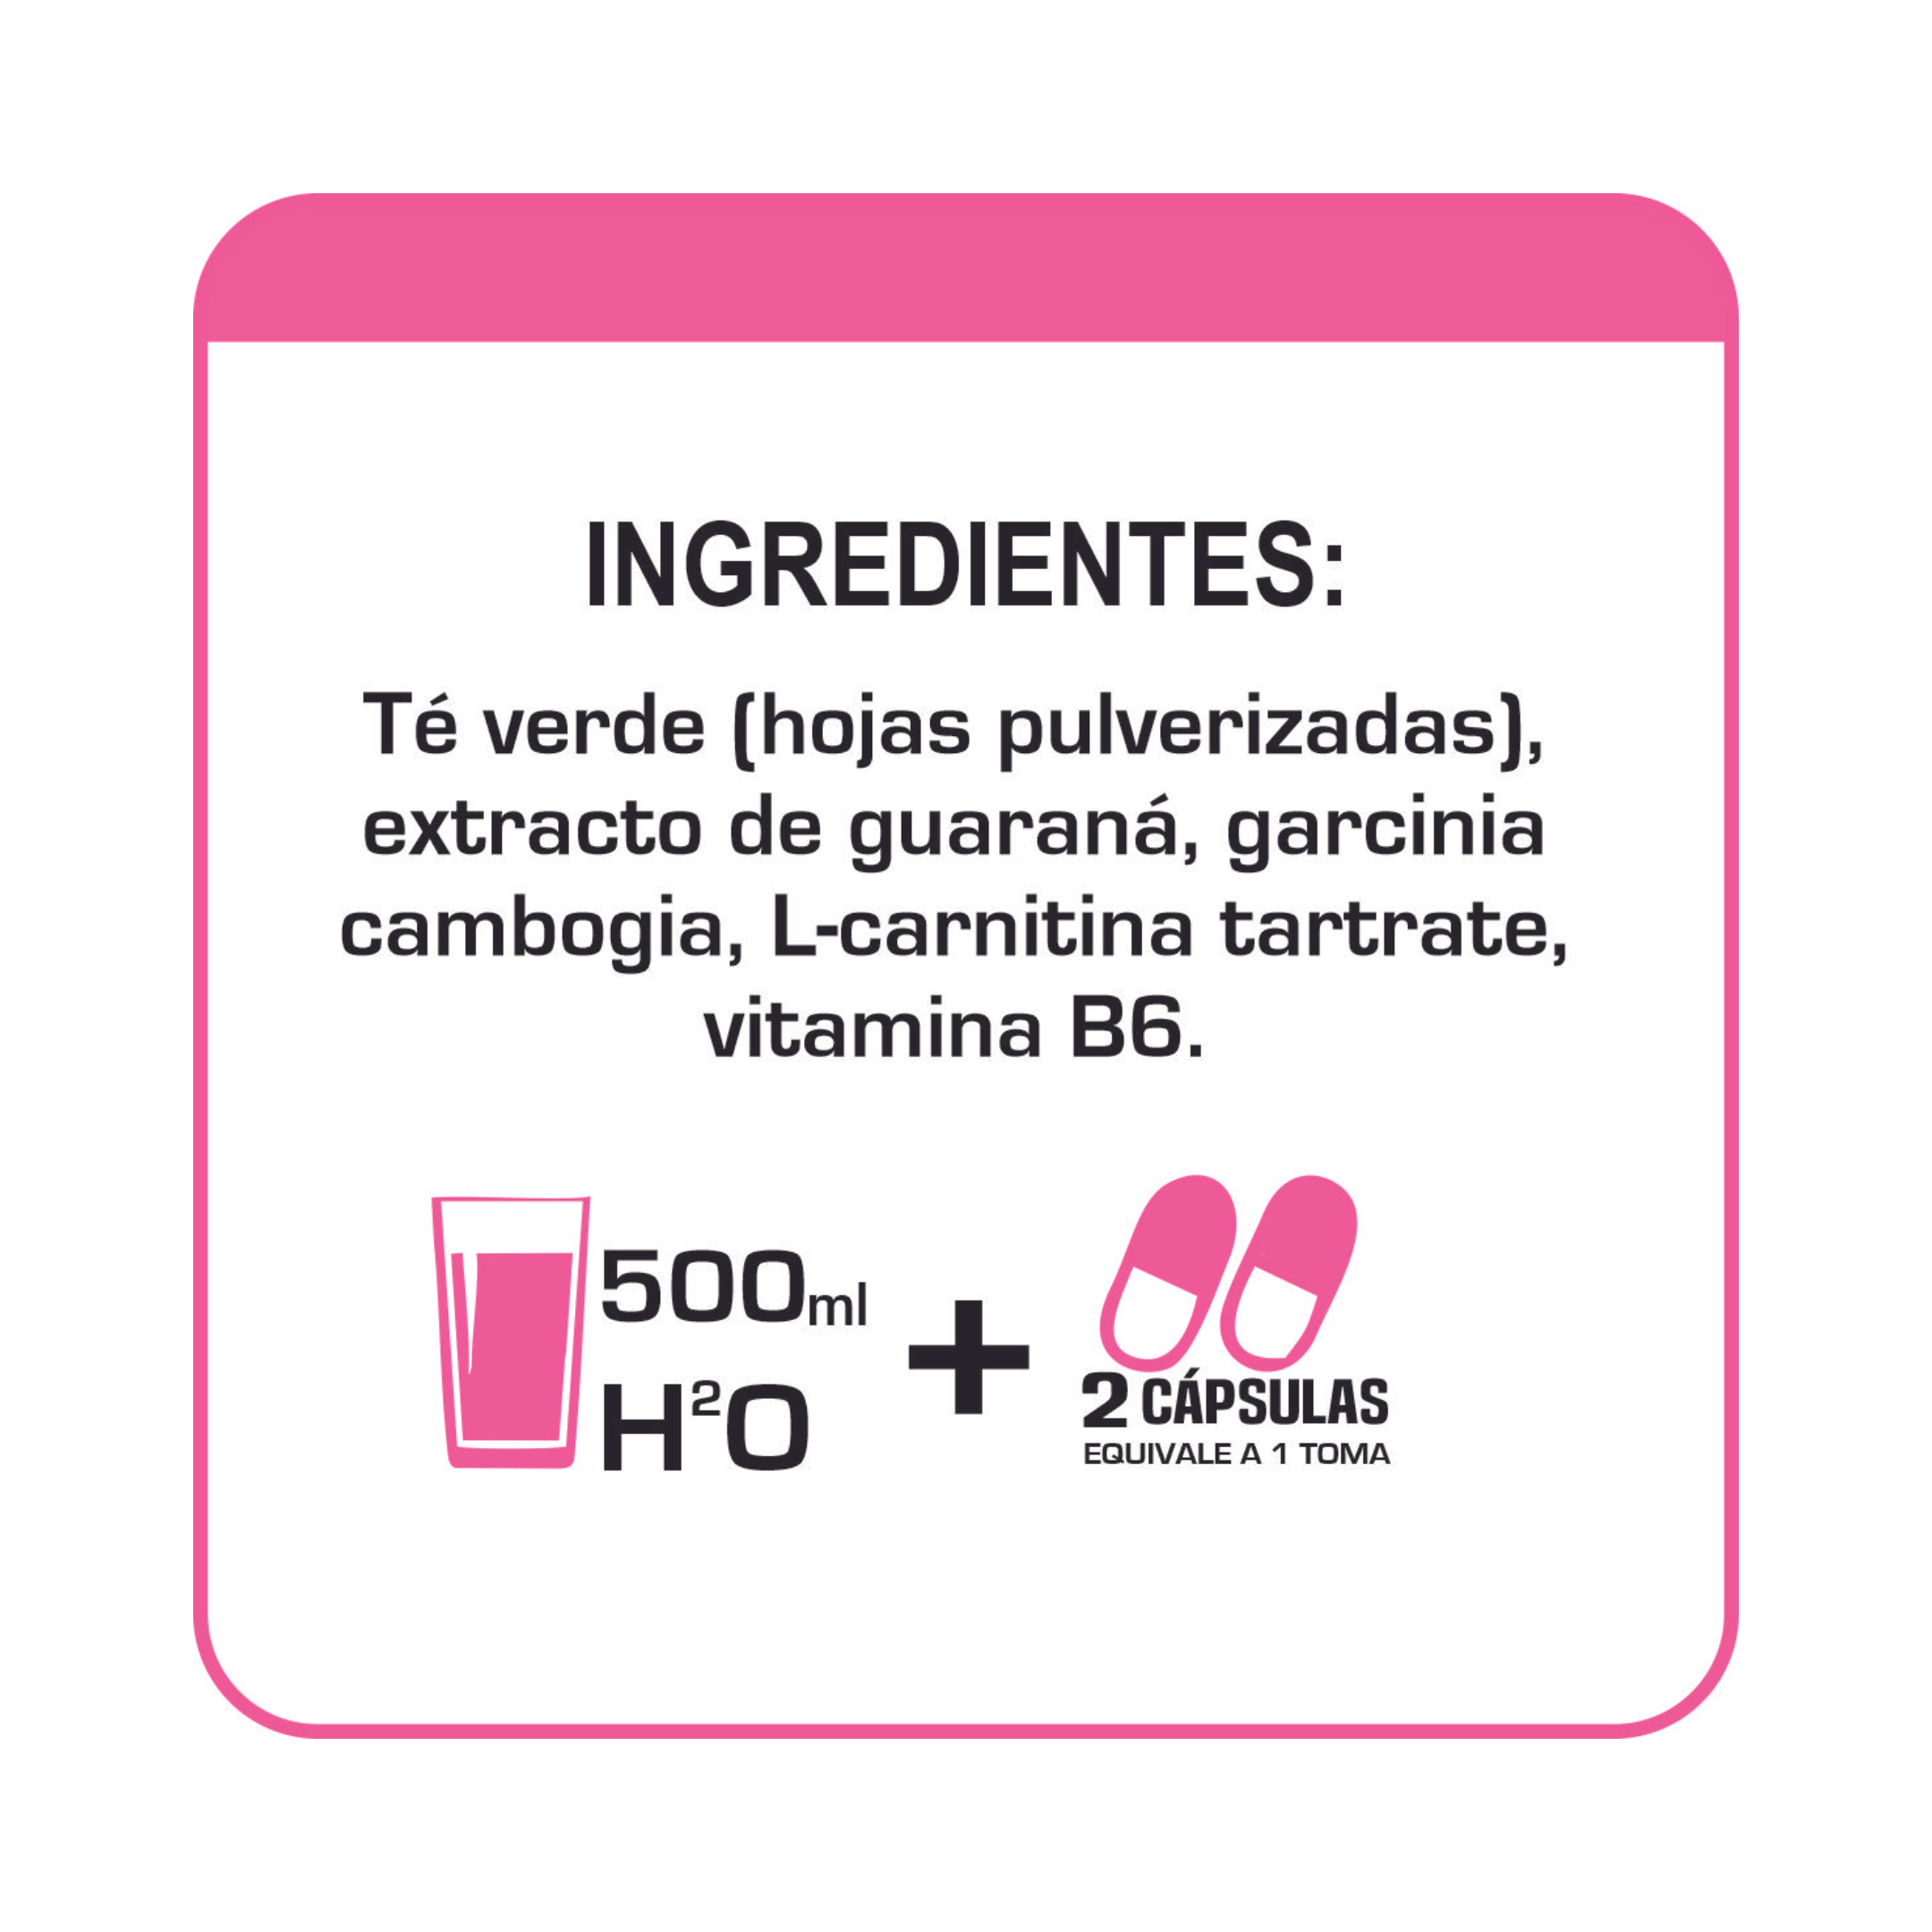 INGREDIENTES:
Té verde (hojas pulverizadas),
extracto de guaraná, garcinia
cambogia, L-carnitina tartrate,
vitamina B6.
500ml
H²O
+
2 CÁPSULAS
EQUIVALE A 1 TOMA